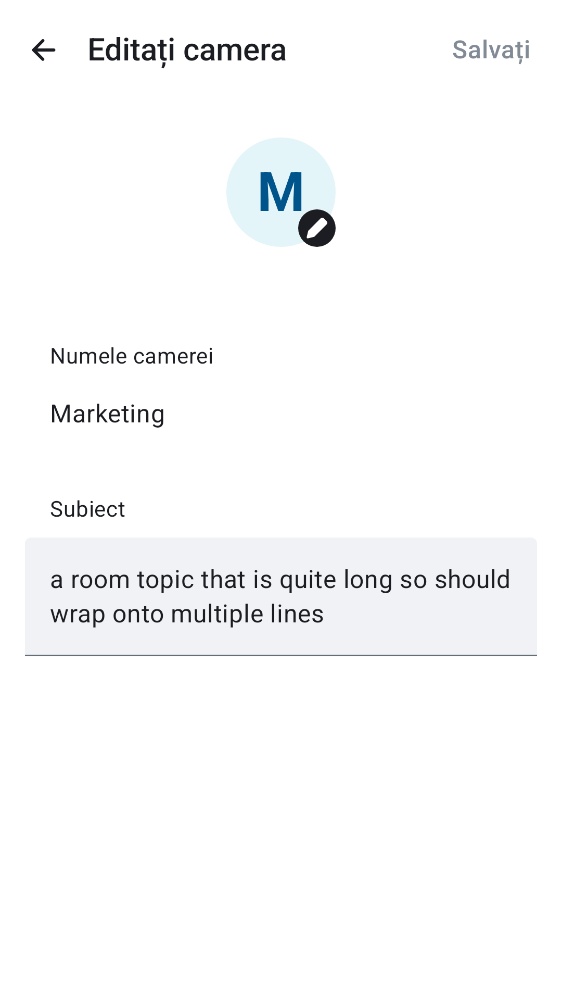 Editați camera
Salvați
M
Numele camerei
Marketing
Subiect
a room topic that is quite long so should
wrap onto multiple lines